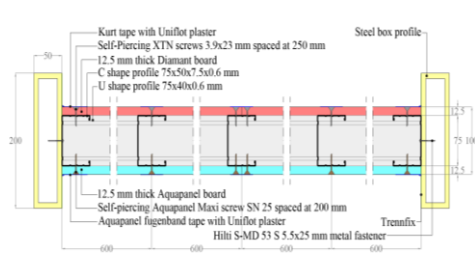 Kurt tape with Uniflot plaster
Steel box profile
Self-Piercing XTN screws 3.9x23 mm spaced at 250 mm
50
12.5 mm thick Diamant board
C shape profile 75x50x7.5x0.6 mm
U shape profile 75x40x0.6 mm
12.5
200
75
100
12.5
12.5 mm thick Aquapanel board
Self-piercing Aquapanel Maxi screw SN 25 spaced at 200 mm
Aquapanel fugenband tape with Uniflot plaster
Trennfix
Hilti S-MD 53 S 5.5x25 mm metal fastener
600 600 600 600